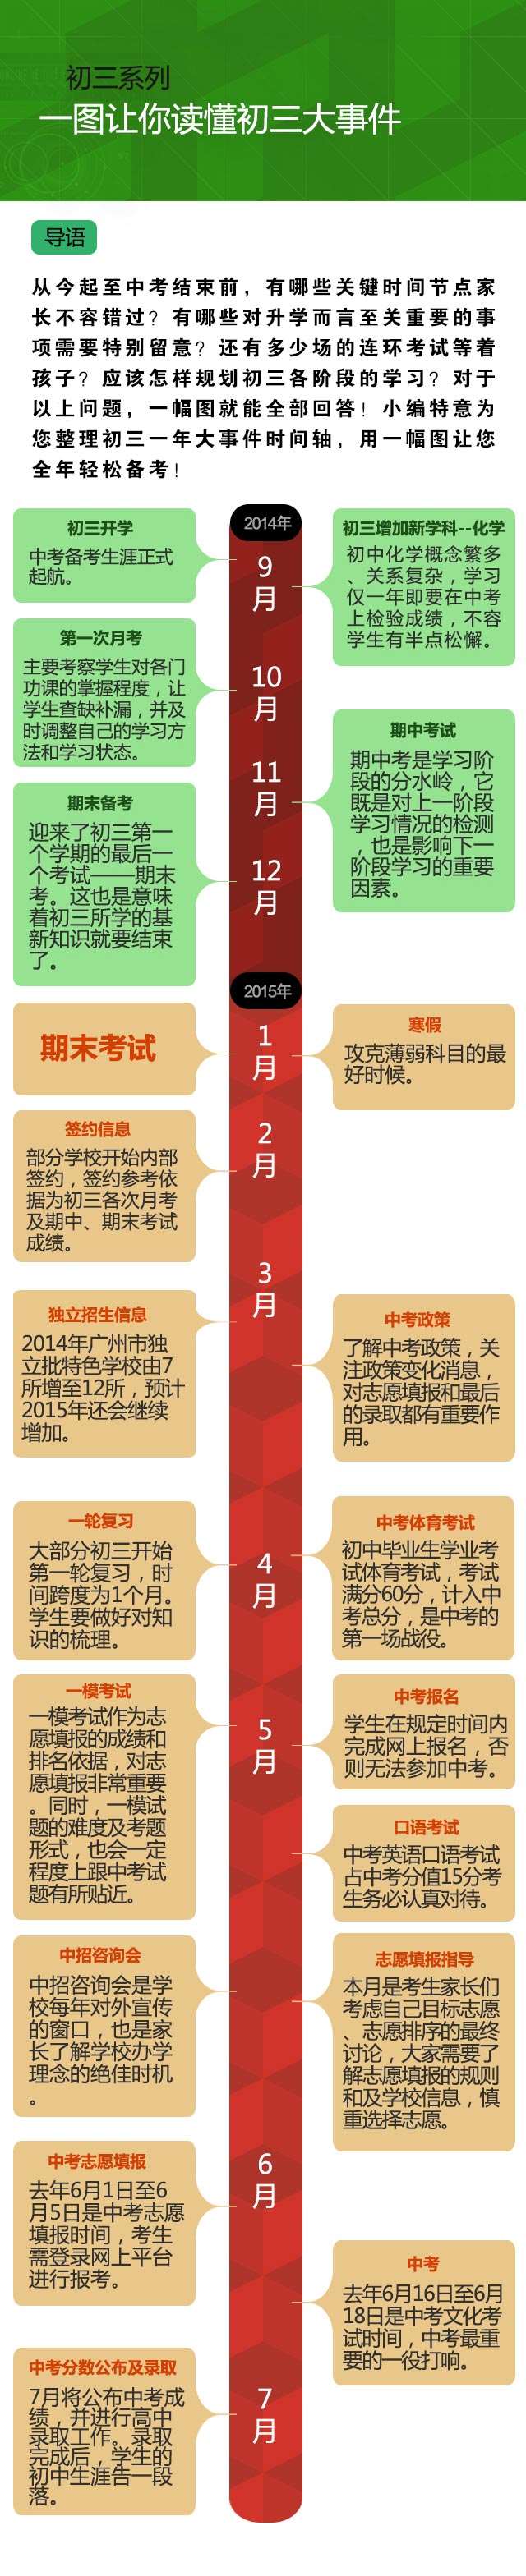 初三系列
一图让你读懂初三大事件
导语
从今起至中考结束前，有哪些关键时间节点家
长不容错过？有哪些对升学而言至关重要的事
项需要特别留意？还有多少场的连环考试等着
孩子？应该怎样规划初三各阶段的学习？对于
以上问题，一幅图就能全部回答！小编特意为
您整理初三一年大事件时间轴，用一幅图让您
全年轻松备考！
2014年
9
月
初三开学
中考备考生涯正式
起航。
初三增加新学科--化学
初中化学概念繁多
、关系复杂，学习
仅一年即要在中考
上检验成绩，不容
学生有半点松懈。
第一次月考
主要考察学生对各门
功课的掌握程度，让
学生查缺补漏，并及
时调整自己的学习方
法和学习状态。
10
月
11
月
期中考试
期中考是学习阶
段的分水岭，它
既是对上一阶段
学习情况的检测
，也是影响下一
阶段学习的重要
因素。
期末备考
迎来了初三第一
个学期的最后一
个考试——期末
考。这也是意味
着初三所学的基
新知识就要结束
了。
12
月
2015年
期末考试
1
月
寒假
攻克薄弱科目的最
好时候。
签约信息
部分学校开始内部
签约，签约参考依
据为初三各次月考
及期中、期末考试
成绩。
2
月
3
月
独立招生信息
2014年广州市独
立批特色学校由7
所增至12所，预计
2015年还会继续
增加。
中考政策
了解中考政策，关
注政策变化消息，
对志愿填报和最后
的录取都有重要作
用。
一轮复习
大部分初三开始
第一轮复习，时
间跨度为1个月。
学生要做好对知
识的梳理。
4
月
中考体育考试
初中毕业生学业考
试体育考试，考试
满分60分，计入中
考总分，是中考的
第一场战役。
一模考试
一模考试作为志
愿填报的成绩和
排名依据，对志
愿填报非常重要
。同时，一模试
题的难度及考题
形式，也会一定
程度上跟中考试
题有所贴近。
5
月
中考报名
学生在规定时间内
完成网上报名，否
则无法参加中考。
口语考试
中考英语口语考试
占中考分值15分考
生务必认真对待。
中招咨询会
中招咨询会是学
校每年对外宣传
的窗口，也是家
长了解学校办学
理念的绝佳时机
。
志愿填报指导
本月是考生家长们
考虑自己目标志愿
、志愿排序的最终
讨论，大家需要了
解志愿填报的规则
和及学校信息，慎
重选择志愿。
中考志愿填报
去年6月1日至6
月5日是中考志愿
填报时间，考生
需登录网上平台
进行报考。
6
月
中考
去年6月16日至6月
18日是中考文化考
试时间，中考最重
要的一役打响。
中考分数公布及录取
7月将公布中考成
绩，并进行高中
录取工作。录取
完成后，学生的
初中生涯告一段
落。
7
月